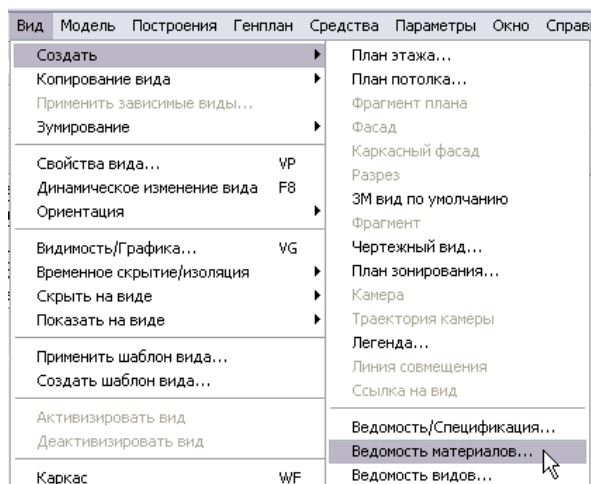 Вид Модель Построения Генплан Средства Параметры Окно Справ
Создать
Копирование вида
Применить зависимые виды...
Зумирование
Свойства вида... VP
Динамическое изменение вида F8
Ориентация
Видимость/Графика... VG
Временное скрытие/изоляция
Скрыть на виде
Показать на виде
Применить шаблон вида...
Создать шаблон вида...
Активизировать вид
Деактивизировать вид
Каркас WF
План этажа...
План потолка...
Фрагмент плана
Фасад
Каркасный фасад
Разрез
3М вид по умолчанию
Фрагмент
Чертежный вид...
План зонирования...
Камера
Траектория камеры
Легенда...
Линия совмещения
Ссылка на вид
Ведомость/Спецификация...
Ведомость материалов...
Ведомость видов...